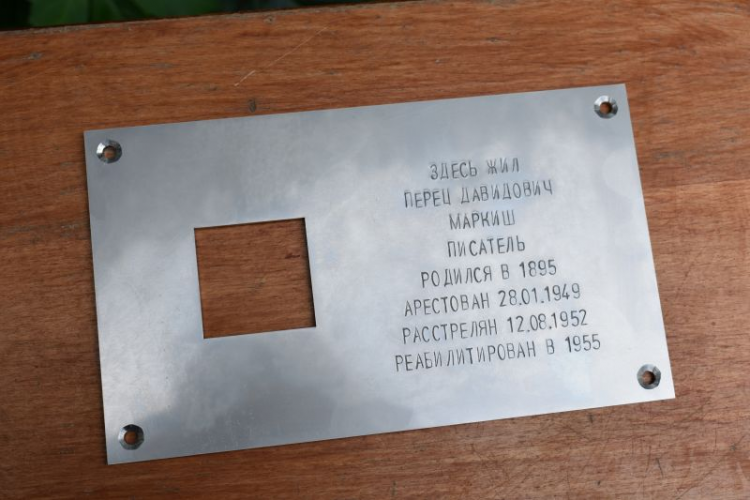 ЗДЕСЬ ЖИЛ
ПЕРЕЦ ДАВИДОВИЧ
МАРКИШ
ПИСАТЕЛЬ
РОДИЛСЯ В 1895
АРЕСТОВАН 28.01.1949
РАССТРЕЛЯН 12.08.1952
РЕАБИЛИТИРОВАН В 1955